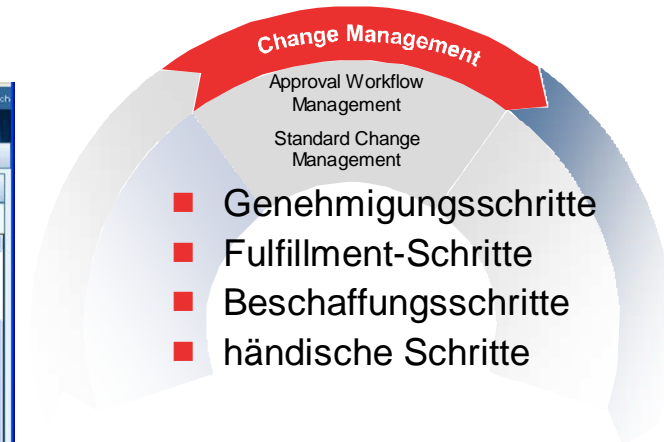 Change Management
Approval Workflow
Management
Standard Change
Management
Genehmigungsschritte
Fulfillment-Schritte
Beschaffungsschritte
händische Schritte